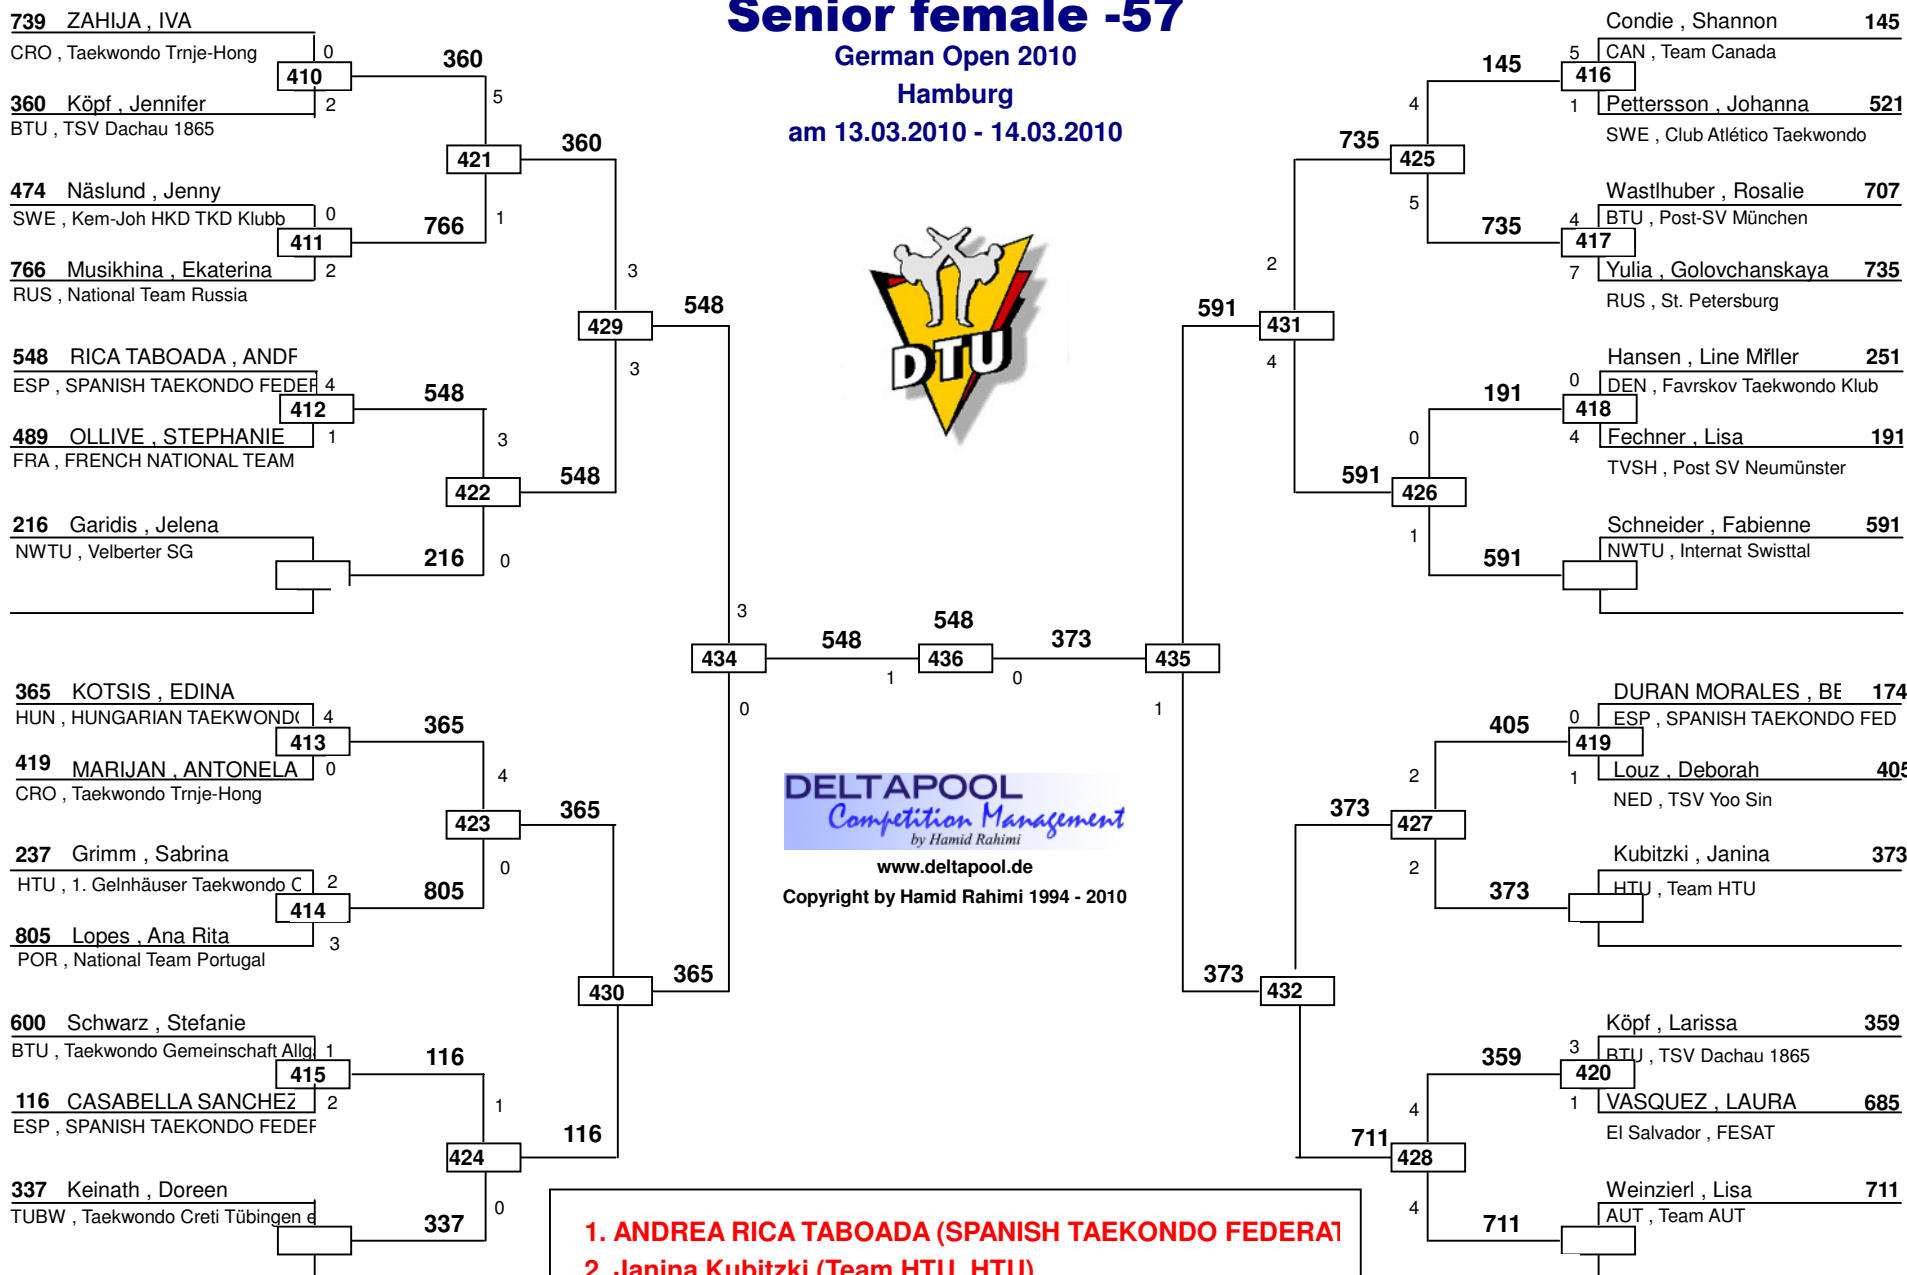 Senior female -57
German Open 2010
Hamburg
am 13.03.2010 - 14.03.2010
739 ZAHIJA , IVA
CRO , Taekwondo Trnje-Hong
0
410
360
360 Köpf , Jennifer
2
BTU , TSV Dachau 1865
5
421
360
474 Näslund , Jenny
SWE , Kem-Joh HKD TKD Klubb
0
411
766
1
766 Musikhina , Ekaterina
2
RUS , National Team Russia
3
429
548
548 RICA TABOADA , ANDR
ESP , SPANISH TAEKONDO FEDER
4
412
548
3
489 OLLIVE , STEPHANIE
1
FRA , FRENCH NATIONAL TEAM
3
422
548
216 Garidis , Jelena
NWTU , Velberter SG
216
0
3
434
548
0
365 KOTSIS , EDINA
HUN , HUNGARIAN TAEKWONDO
4
413
365
419 MARIJAN , ANTONELA
0
CRO , Taekwondo Trnje-Hong
4
423
365
237 Grimm , Sabrina
HTU , 1. Gelnhäuser Taekwondo C
2
414
805
0
805 Lopes , Ana Rita
3
POR , National Team Portugal
430
365
600 Schwarz , Stefanie
BTU , Taekwondo Gemeinschaft Allg
1
415
116
116 CASABELLA SANCHEZ
2
ESP , SPANISH TAEKONDO FEDER
1
424
116
337 Keinath , Doreen
TUBW , Taekwondo Creti Tübingen e
337
0
DTU
548
1
436
0
373
435
1
DELTAPOOL
Competition Management
by Hamid Rahimi
www.deltapool.de
Copyright by Hamid Rahimi 1994 - 2010
Condie , Shannon 145
5
CAN , Team Canada
145
416
1
Pettersson , Johanna 521
SWE , Club Atlético Taekwondo
4
735
425
5
Wastlhuber , Rosalie 707
4
BTU , Post-SV München
735
417
7
Yulia , Golovchanskaya 735
RUS , St. Petersburg
2
591
431
4
Hansen , Line Mřller 251
0
DEN , Favrskov Taekwondo Klub
191
418
4
Fechner , Lisa 191
TVSH , Post SV Neumünster
0
591
426
1
Schneider , Fabienne 591
NWTU , Internat Swisttal
591
DURAN MORALES , BE 174
0
ESP , SPANISH TAEKONDO FED
405
419
1
Louz , Deborah 405
NED , TSV Yoo Sin
2
373
427
2
Kubitzki , Janina 373
HTU , Team HTU
373
373
432
Köpf , Larissa 359
3
BTU , TSV Dachau 1865
359
420
1
VASQUEZ , LAURA 685
El Salvador , FESAT
4
711
428
4
Weinzierl , Lisa 711
AUT , Team AUT
711
1. ANDREA RICA TABOADA (SPANISH TAEKONDO FEDERAT
2. Janina Kubitzki (Team HTU, HTU)